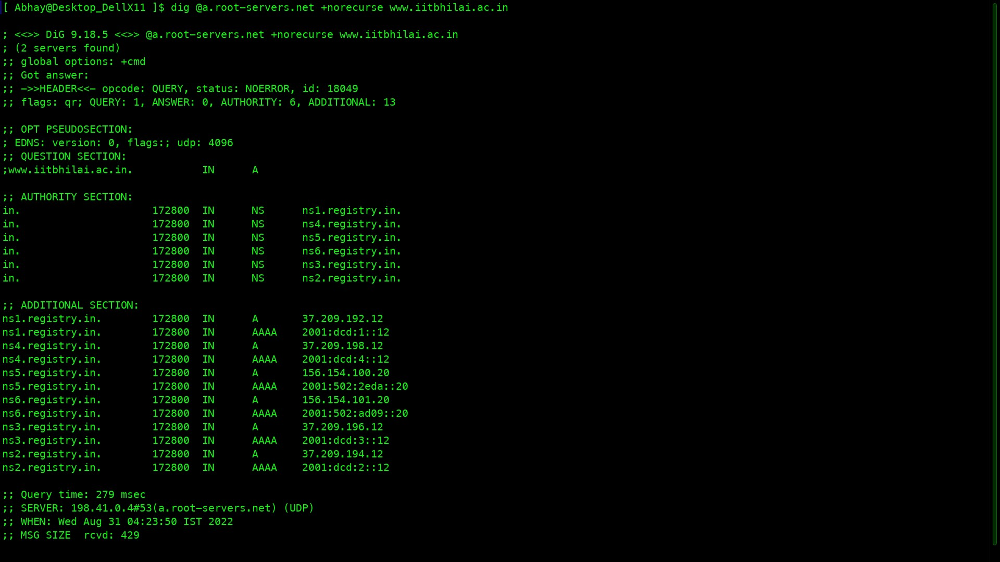 [ Abhay@Desktop_DellX11 ]$ dig @a.root-servers.net +norecurse www.iitbhilai.ac.in
; <<>> DiG 9.18.5 <<>> @a.root-servers.net +norecurse www.iitbhilai.ac.in
; (2 servers found)
;; global options: +cmd
;; Got answer:
;; ->>HEADER<<- opcode: QUERY, status: NOERROR, id: 18049
;; flags: qr; QUERY: 1, ANSWER: 0, AUTHORITY: 6, ADDITIONAL: 13
;; OPT PSEUDOSECTION:
; EDNS: version: 0, flags:; udp: 4096
;; QUESTION SECTION:
;www.iitbhilai.ac.in. IN A
;; AUTHORITY SECTION:
in. 172800 IN NS ns1.registry.in.
in. 172800 IN NS ns4.registry.in.
in. 172800 IN NS ns5.registry.in.
in. 172800 IN NS ns6.registry.in.
in. 172800 IN NS ns3.registry.in.
in. 172800 IN NS ns2.registry.in.
;; ADDITIONAL SECTION:
ns1.registry.in. 172800 IN A 37.209.192.12
ns1.registry.in. 172800 IN AAAA 2001:dcd:1::12
ns4.registry.in. 172800 IN A 37.209.198.12
ns4.registry.in. 172800 IN AAAA 2001:dcd:4::12
ns5.registry.in. 172800 IN A 156.154.100.20
ns5.registry.in. 172800 IN AAAA 2001:502:2eda::20
ns6.registry.in. 172800 IN A 156.154.101.20
ns6.registry.in. 172800 IN AAAA 2001:502:ad09::20
ns3.registry.in. 172800 IN A 37.209.196.12
ns3.registry.in. 172800 IN AAAA 2001:dcd:3::12
ns2.registry.in. 172800 IN A 37.209.194.12
ns2.registry.in. 172800 IN AAAA 2001:dcd:2::12
;; Query time: 279 msec
;; SERVER: 198.41.0.4#53(a.root-servers.net) (UDP)
;; WHEN: Wed Aug 31 04:23:50 IST 2022
;; MSG SIZE  rcvd: 429